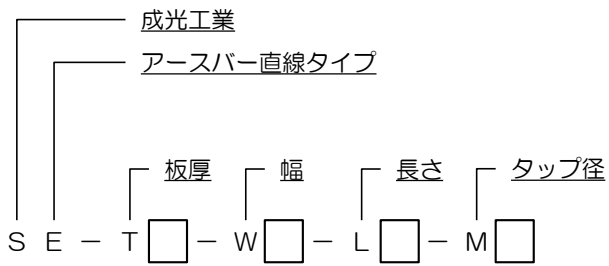 成光工業
アースバー直線タイプ
板厚 幅 長さ タップ径
S E － T□ － W□ － L□ － M□